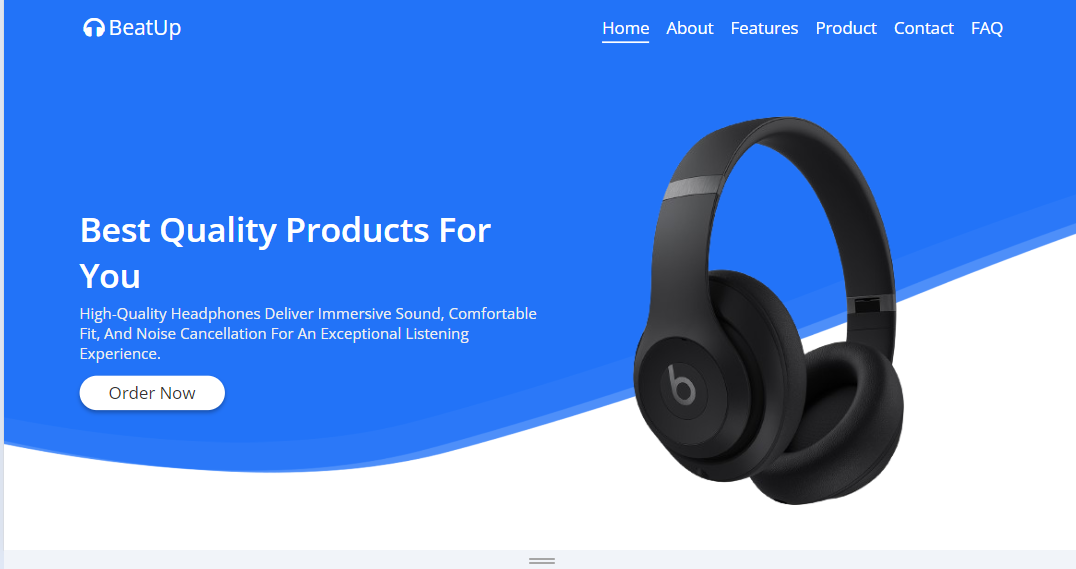 BeatUp
Home About Features Product Contact FAQ
Best Quality Products For
You
High-Quality Headphones Deliver Immersive Sound, Comfortable
Fit, And Noise Cancellation For An Exceptional Listening
Experience.
Order Now
b